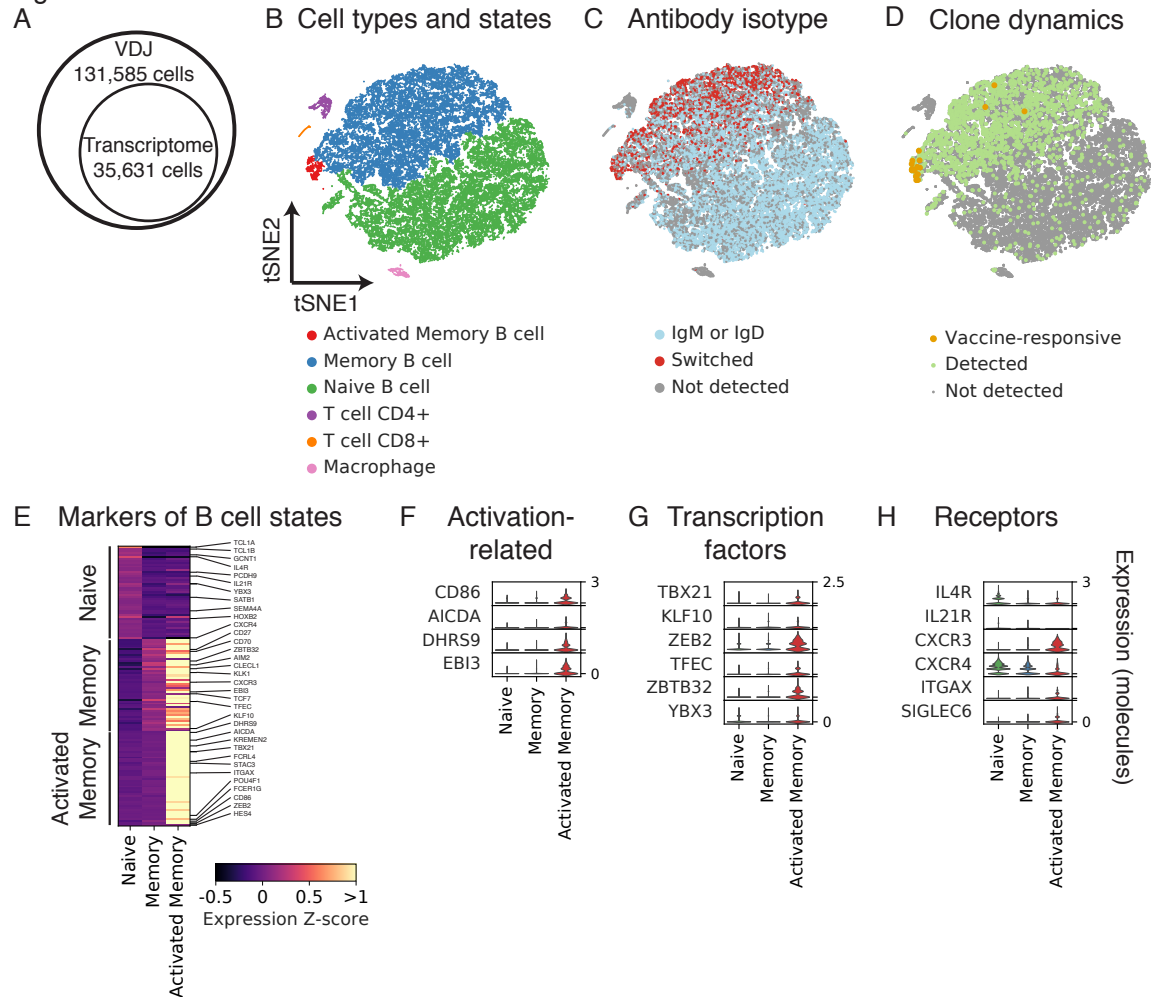 A
B Cell types and states
C Antibody isotype
D Clone dynamics
VDJ
131,585 cells
Transcriptome
35,631 cells
tSNE2
tSNE1
Activated Memory B cell
Memory B cell
Naive B cell
T cell CD4+
T cell CD8+
Macrophage
IgM or IgD
Switched
Not detected
Vaccine-responsive
Detected
Not detected
E Markers of B cell states
Naive
Memory
Activated
Memory
TCL1A
TCL1B
GCNT1
IL4R
PCDH9
IL21R
YBX3
SATB1
SEMA4A
HOXB2
CXCR4
CD27
CD70
ZBTB32
AIM2
CLECL1
KLK1
CXCR3
EBI3
TCF7
TFEC
KLF10
DHRS9
AICDA
KREMEN2
TBX21
FCRL4
STAC3
ITGAX
POU4F1
FCER1G
CD86
ZEB2
HES4
Naive
Memory
Activated Memory
-0.5 0 0.5 >1
Expression Z-score
F Activation-
related
CD86
AICDA
DHRS9
EBI3
3
0
Naive
Memory
Activated Memory
G Transcription
factors
TBX21
KLF10
ZEB2
TFEC
ZBTB32
YBX3
2.5
0
Naive
Memory
Activated Memory
H Receptors
IL4R
IL21R
CXCR3
CXCR4
ITGAX
SIGLEC6
3
0
Naive
Memory
Activated Memory
Expression (molecules)